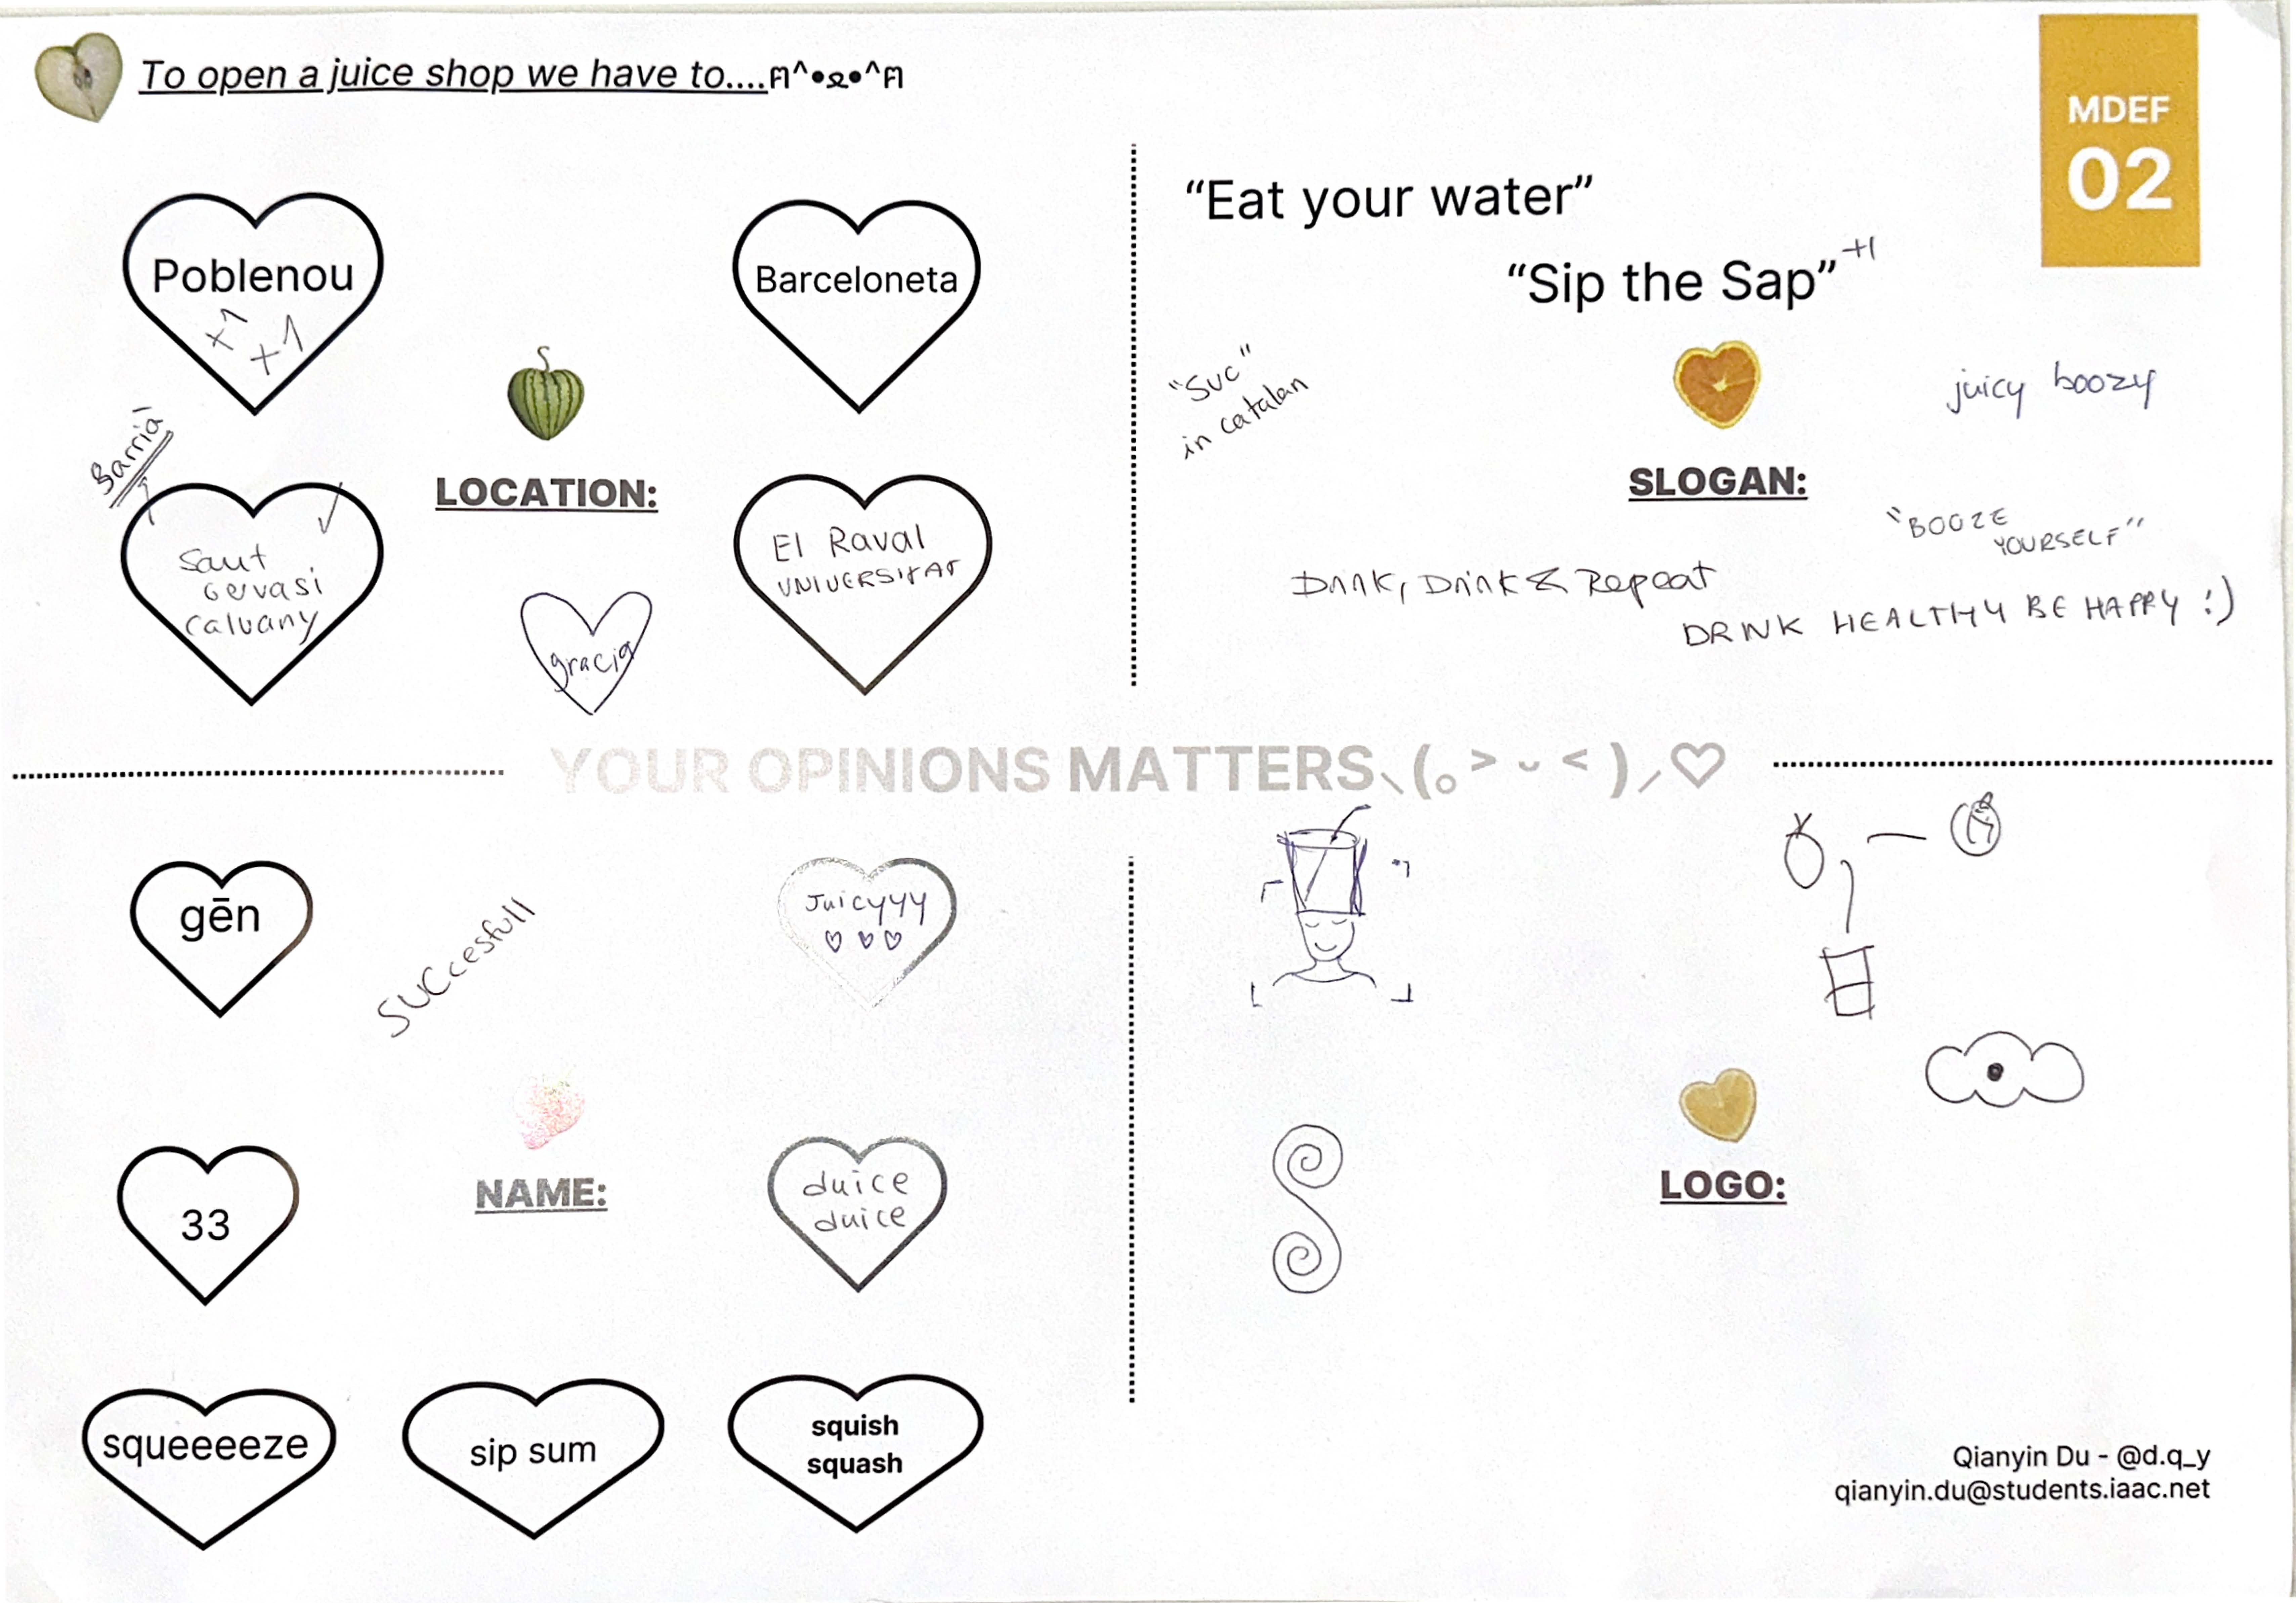 To open a juice shop we have to....ฅ^•ﻌ•^ฅ
MDEF
02
Poblenou
+1
+1
Barceloneta
Sarrià
LOCATION:
Sant
Gervasi
Calvany
El Raval
UNIVERSITAT
gracia
“Eat your water”
“Sip the Sap” +1
"Suc"
in catalan
juicy boozy
SLOGAN:
"BOOZE
YOURSELF"
Drink, Drink & Repeat
DRINK HEALTHY BE HAPPY :)
YOUR OPINIONS MATTERS⸜(｡˃ ᵕ ˂ )⸝♡
gēn
SUCcesfull
Juicyyy
♡ ♡ ♡
33
NAME:
duice
duice
squeeeeze
sip sum
squish
squash
LOGO:
Qianyin Du - @d.q_y
qianyin.du@students.iaac.net